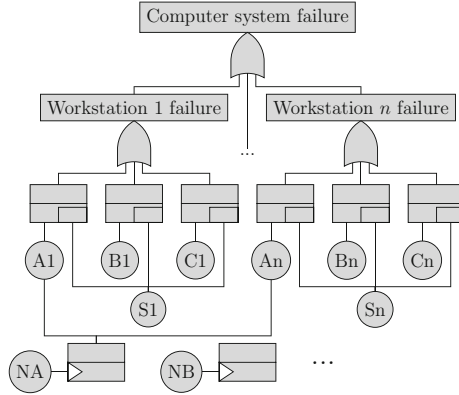 Computer system failure
Workstation 1 failure
Workstation n failure
...
A1
B1
C1
An
Bn
Cn
S1
Sn
NA
NB
...